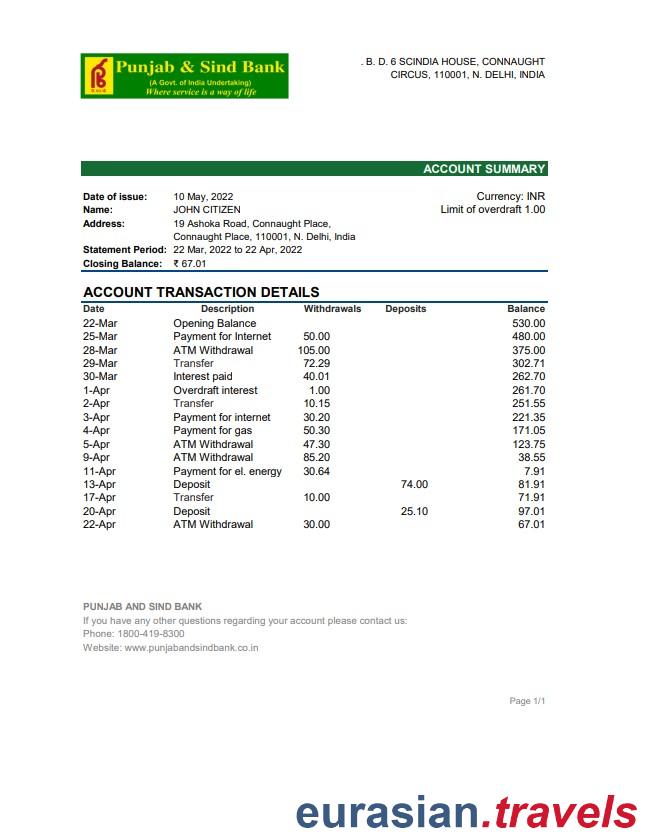 Punjab & Sind Bank
(A Govt. of India Undertaking)
Where service is a way of life
. B. D. 6 SCINDIA HOUSE, CONNAUGHT
CIRCUS, 110001, N. DELHI, INDIA
ACCOUNT SUMMARY
Date of issue: 10 May, 2022
Currency: INR
Name: JOHN CITIZEN
Limit of overdraft 1.00
Address: 19 Ashoka Road, Connaught Place,
Connaught Place, 110001, N. Delhi, India
Statement Period: 22 Mar, 2022 to 22 Apr, 2022
Closing Balance: ₹ 67.01
ACCOUNT TRANSACTION DETAILS
Date Description Withdrawals Deposits Balance
22-Mar Opening Balance 530.00
25-Mar Payment for Internet 50.00 480.00
28-Mar ATM Withdrawal 105.00 375.00
29-Mar Transfer 72.29 302.71
30-Mar Interest paid 40.01 262.70
1-Apr Overdraft interest 1.00 261.70
2-Apr Transfer 10.15 251.55
3-Apr Payment for internet 30.20 221.35
4-Apr Payment for gas 50.30 171.05
5-Apr ATM Withdrawal 47.30 123.75
9-Apr ATM Withdrawal 85.20 38.55
11-Apr Payment for el. energy 30.64 7.91
13-Apr Deposit 74.00 81.91
17-Apr Transfer 10.00 71.91
20-Apr Deposit 25.10 97.01
22-Apr ATM Withdrawal 30.00 67.01
PUNJAB AND SIND BANK
If you have any other questions regarding your account please contact us:
Phone: 1800-419-8300
Website: www.punjabandsindbank.co.in
Page 1/1
eurasian.travels